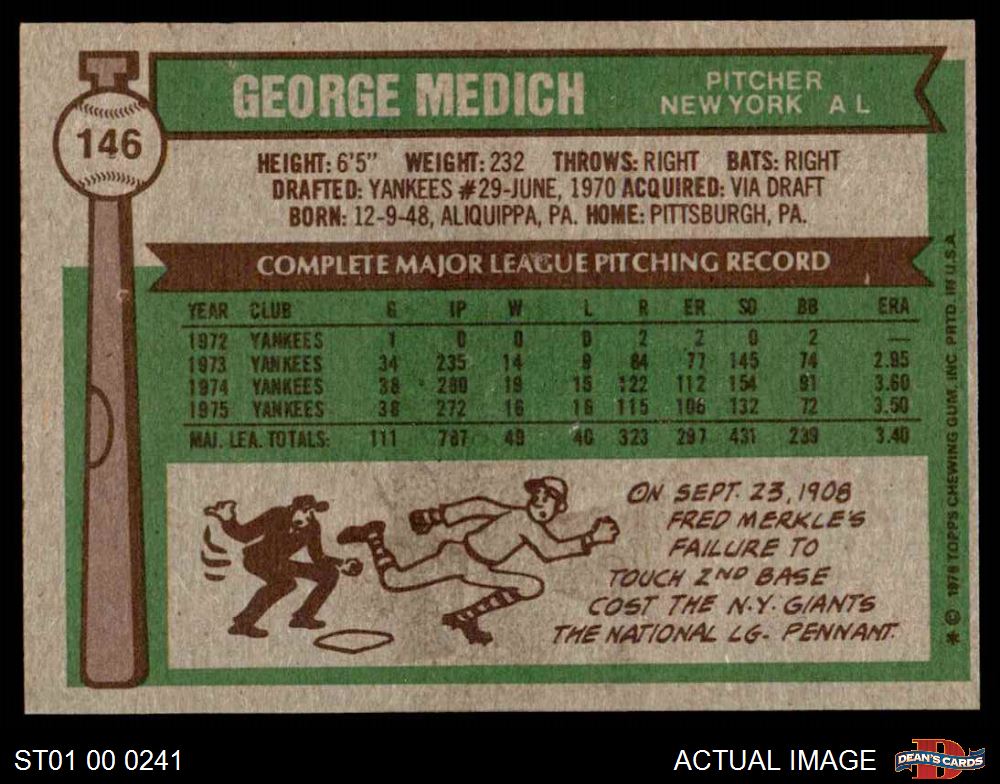 146
GEORGE MEDICH
PITCHER
NEW YORK A L
HEIGHT: 6'5" WEIGHT: 232 THROWS: RIGHT BATS: RIGHT
DRAFTED: YANKEES #29-JUNE, 1970 ACQUIRED: VIA DRAFT
BORN: 12-9-48, ALIQUIPPA, PA. HOME: PITTSBURGH, PA.
COMPLETE MAJOR LEAGUE PITCHING RECORD
YEAR CLUB G IP W L R ER SO BB ERA
1972 YANKEES 1 0 0 0 2 2 0 2 —
1973 YANKEES 34 235 14 9 84 77 145 74 2.95
1974 YANKEES 38 280 19 15 122 112 154 91 3.60
1975 YANKEES 38 272 16 16 115 106 132 72 3.50
MAJ. LEA. TOTALS: 111 787 49 40 323 297 431 239 3.40
ON SEPT. 23, 1908
FRED MERKLE'S
FAILURE TO
TOUCH 2ND BASE
COST THE N.Y. GIANTS
THE NATIONAL LG. PENNANT.
* © 1976 TOPPS CHEWING GUM, INC. PRTD. IN U.S.A.
ST01 00 0241
ACTUAL IMAGE
D
DEAN'S CARDS